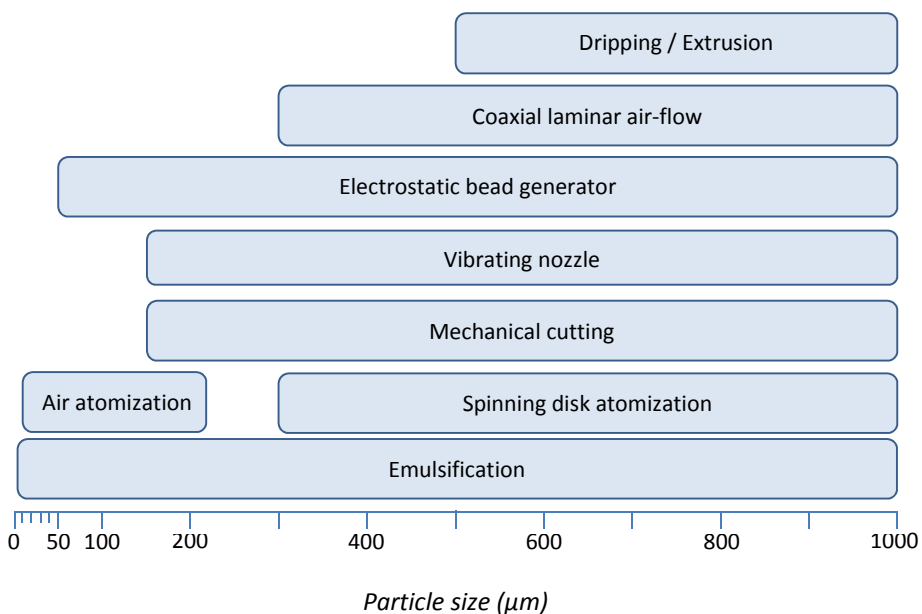 Dripping / Extrusion
Coaxial laminar air-flow
Electrostatic bead generator
Vibrating nozzle
Mechanical cutting
Air atomization Spinning disk atomization
Emulsification
0 50 100 200 400 600 800 1000
Particle size (µm)